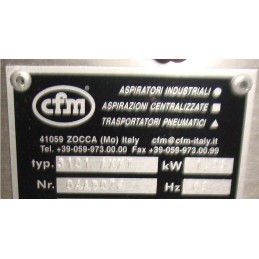 cfm
ASPIRATORI INDUSTRIALI
ASPIRAZIONI CENTRALIZZATE
TRASPORTATORI PNEUMATICI
41059 ZOCCA (Mo) Italy cfm@cfm-italy.it
Tel. +39-059-973.00.00 Fax +39-059-973.00.99
typ. kW
Nr. Hz